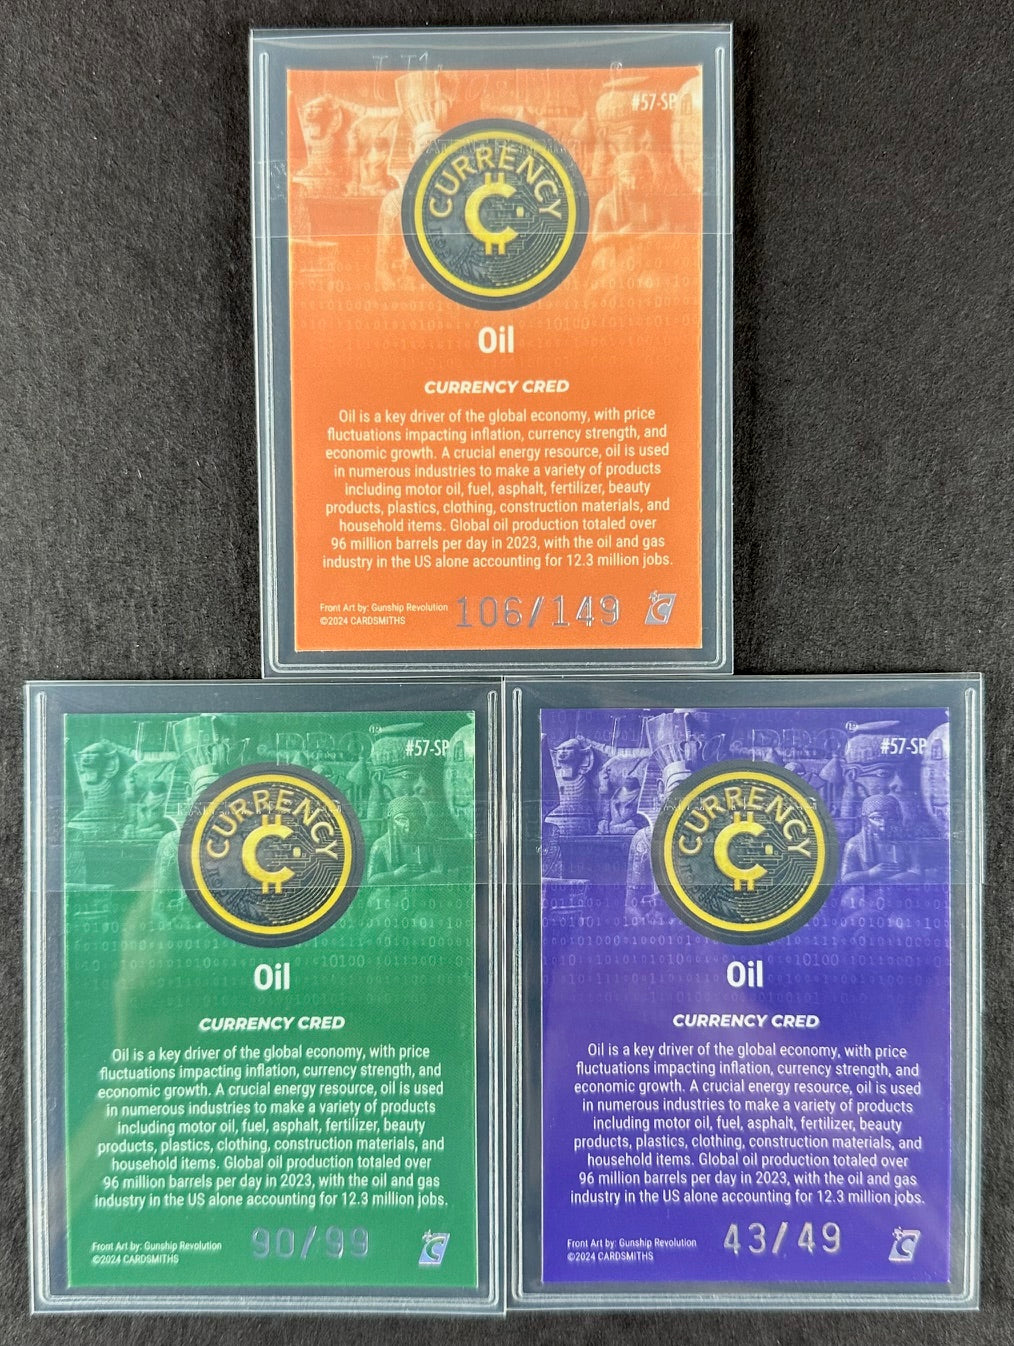 #57-SP
CURRENCY
Oil
CURRENCY CRED
Oil is a key driver of the global economy, with price
fluctuations impacting inflation, currency strength, and
economic growth. A crucial energy resource, oil is used
in numerous industries to make a variety of products
including motor oil, fuel, asphalt, fertilizer, beauty
products, plastics, clothing, construction materials, and
household items. Global oil production totaled over
96 million barrels per day in 2023, with the oil and gas
industry in the US alone accounting for 12.3 million jobs.
Front Art by: Gunship Revolution
©2024 CARDSMITHS
106/149
#57-SP
CURRENCY
Oil
CURRENCY CRED
Oil is a key driver of the global economy, with price
fluctuations impacting inflation, currency strength, and
economic growth. A crucial energy resource, oil is used
in numerous industries to make a variety of products
including motor oil, fuel, asphalt, fertilizer, beauty
products, plastics, clothing, construction materials, and
household items. Global oil production totaled over
96 million barrels per day in 2023, with the oil and gas
industry in the US alone accounting for 12.3 million jobs.
Front Art by: Gunship Revolution
©2024 CARDSMITHS
90/99
#57-SP
CURRENCY
Oil
CURRENCY CRED
Oil is a key driver of the global economy, with price
fluctuations impacting inflation, currency strength, and
economic growth. A crucial energy resource, oil is used
in numerous industries to make a variety of products
including motor oil, fuel, asphalt, fertilizer, beauty
products, plastics, clothing, construction materials, and
household items. Global oil production totaled over
96 million barrels per day in 2023, with the oil and gas
industry in the US alone accounting for 12.3 million jobs.
Front Art by: Gunship Revolution
©2024 CARDSMITHS
43/49